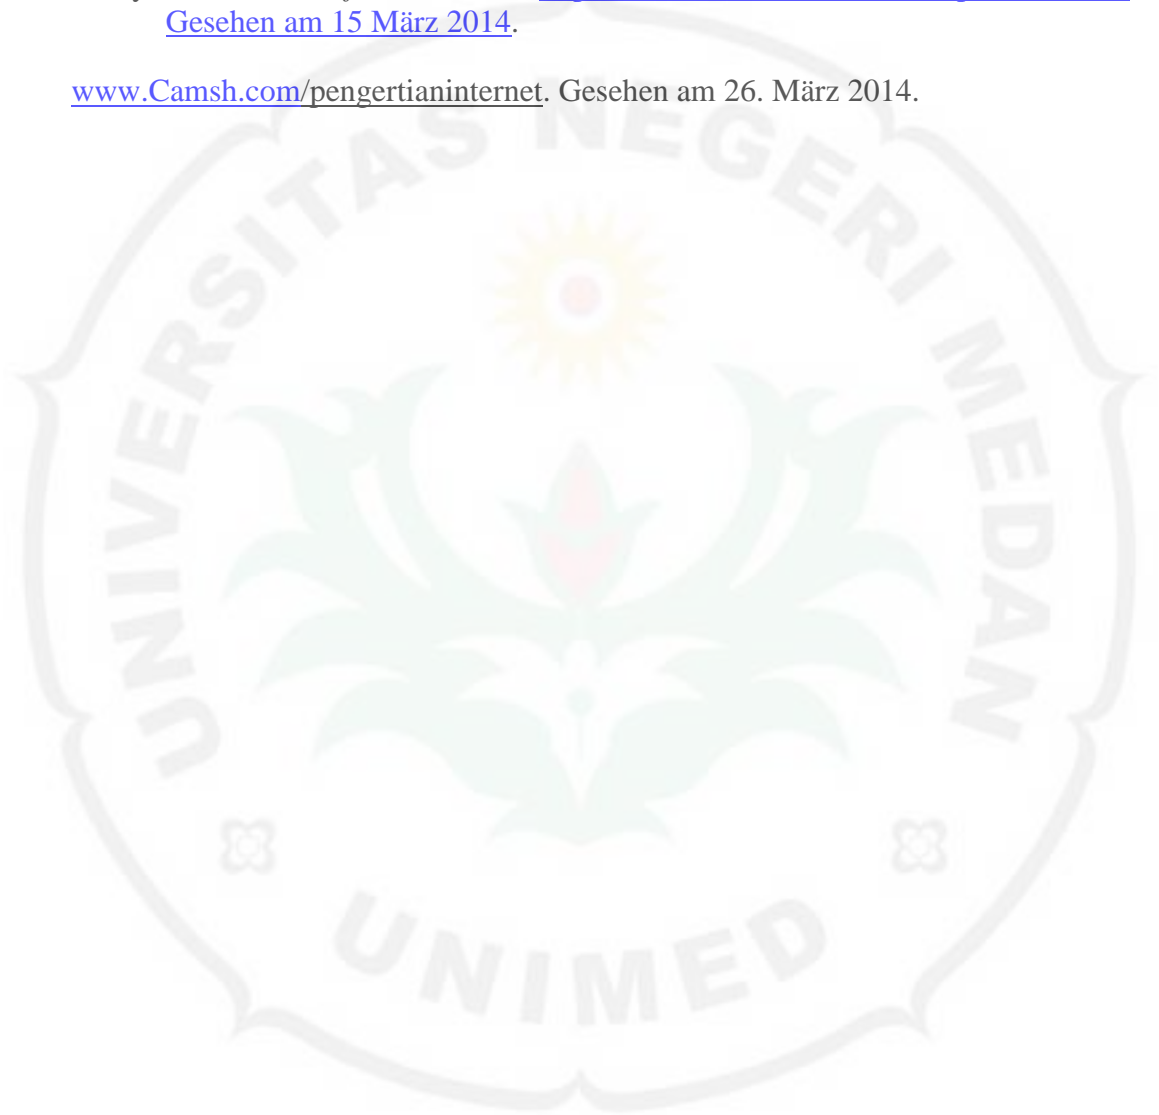 Gesehen am 15 März 2014.
www.Camsh.com/pengertianinternet. Gesehen am 26. März 2014.
UNIVERSITAS NEGERI MEDAN
UNIMED